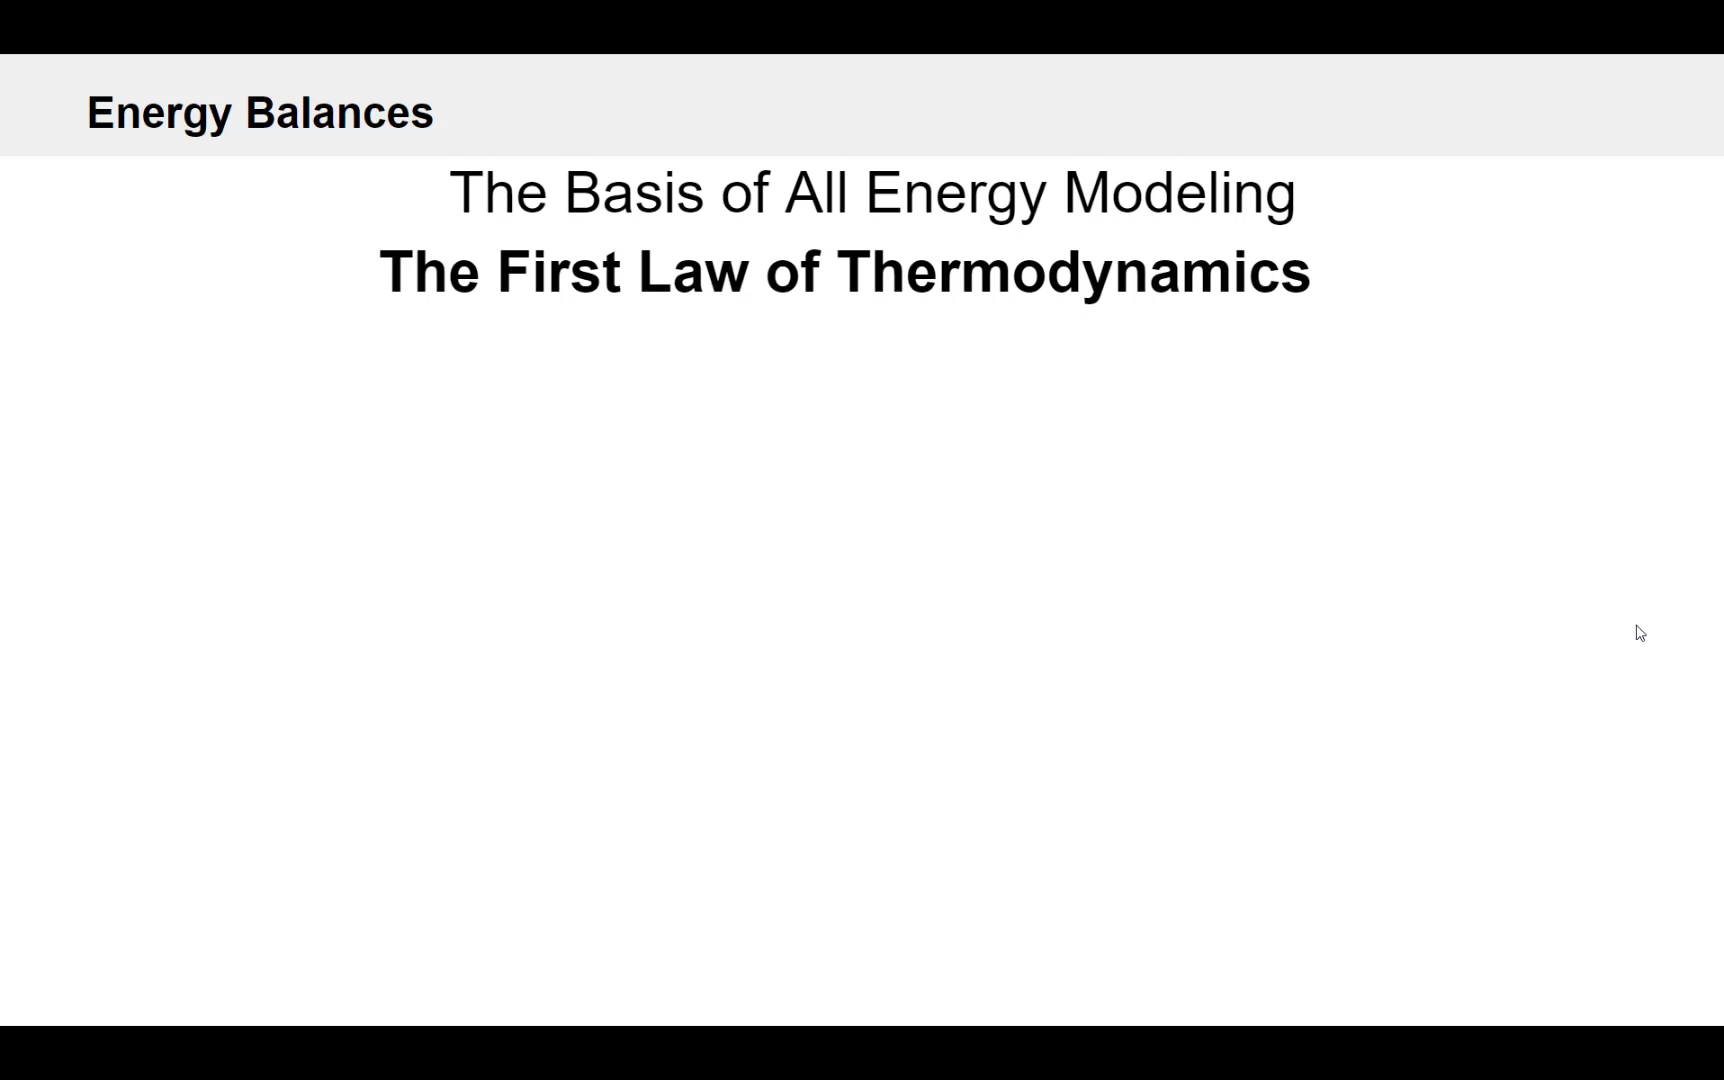 Energy Balances
The Basis of All Energy Modeling
The First Law of Thermodynamics